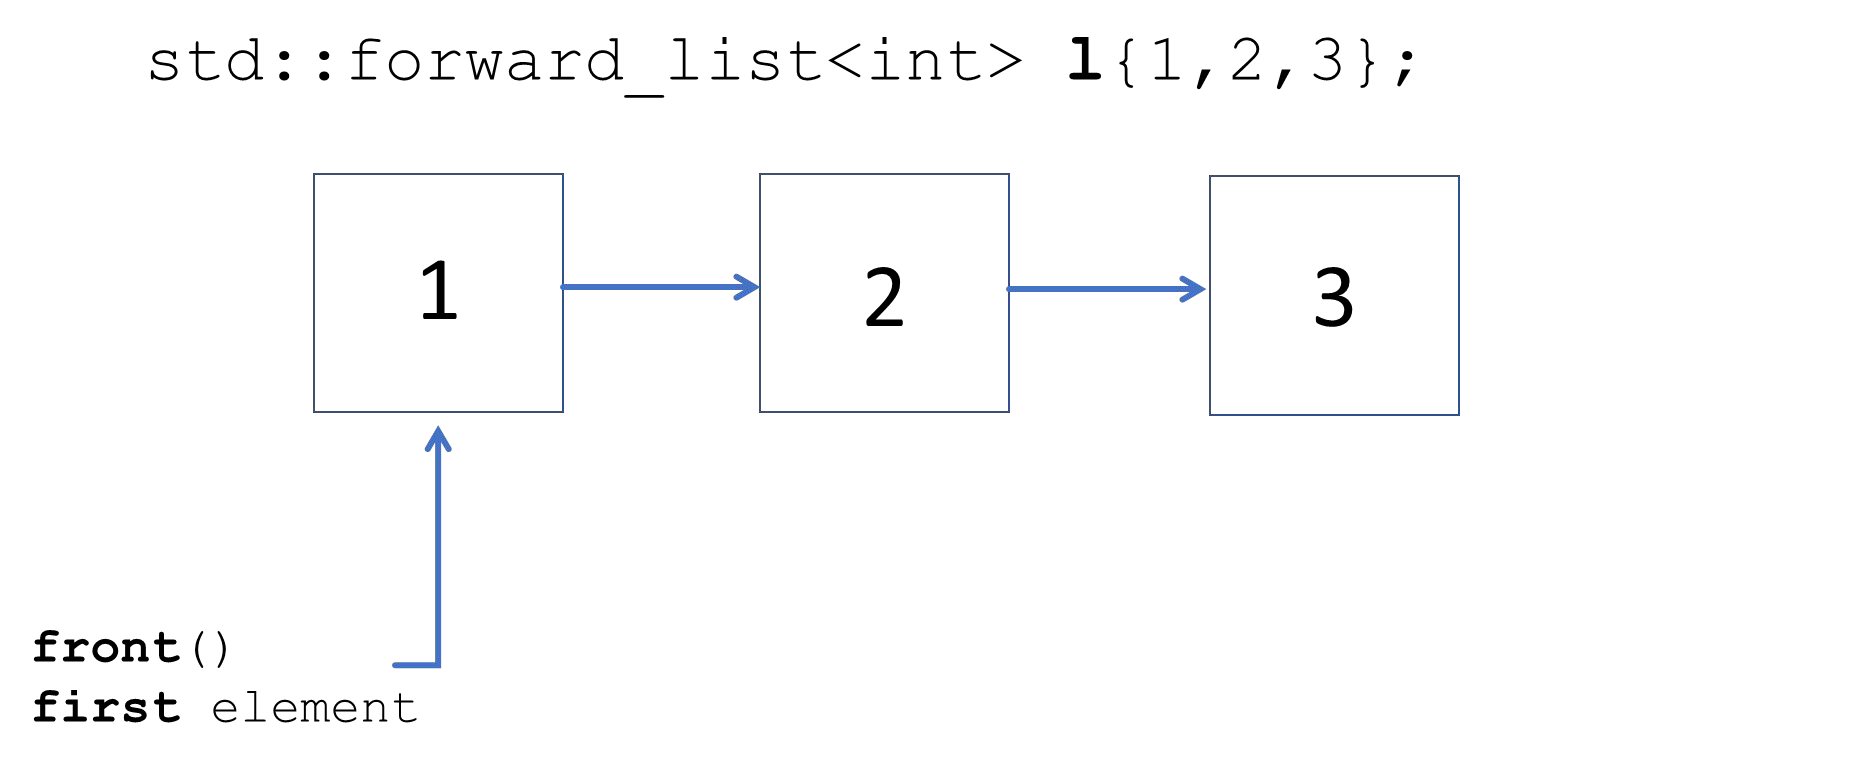 std::forward_list<int> l{1,2,3};
1
2
3
front()
first element